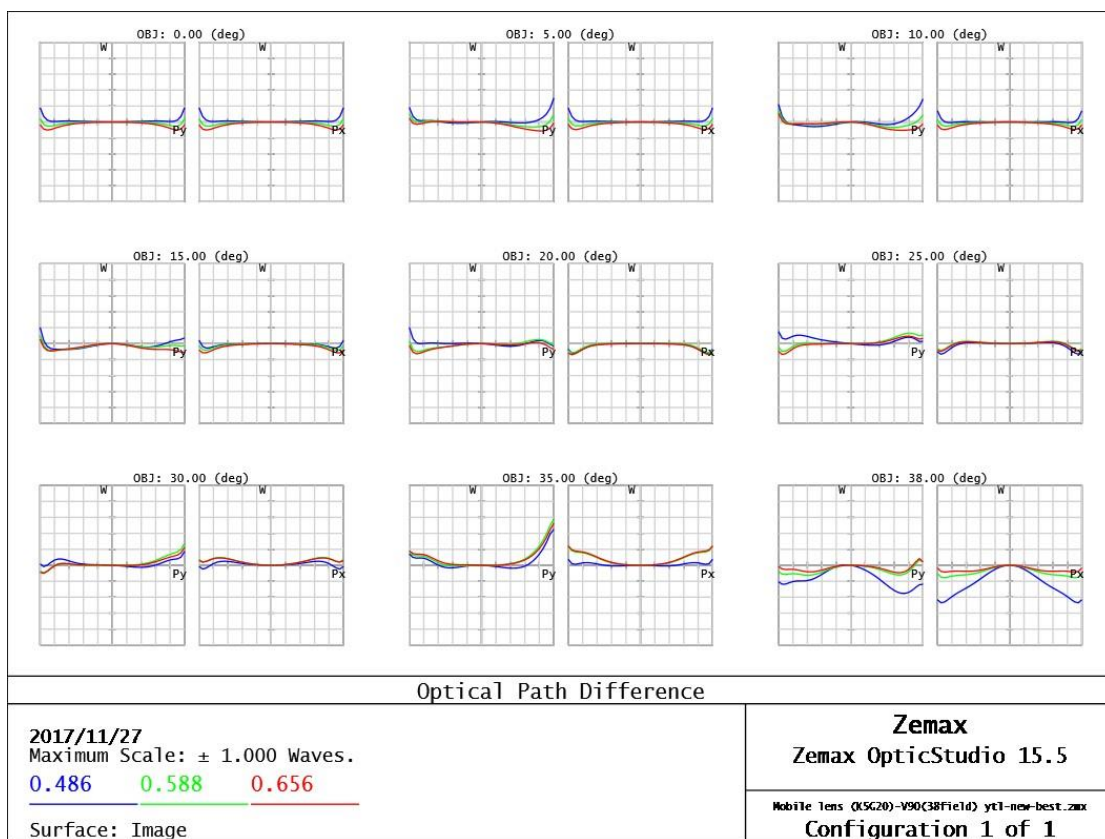 OBJ: 0.00 (deg)
W
W
Py
Px
OBJ: 5.00 (deg)
W
W
Py
Px
OBJ: 10.00 (deg)
W
W
Py
Px
OBJ: 15.00 (deg)
W
W
Py
Px
OBJ: 20.00 (deg)
W
W
Py
Px
OBJ: 25.00 (deg)
W
W
Py
Px
OBJ: 30.00 (deg)
W
W
Py
Px
OBJ: 35.00 (deg)
W
W
Py
Px
OBJ: 38.00 (deg)
W
W
Py
Px
Optical Path Difference
2017/11/27
Maximum Scale: ± 1.000 Waves.
0.486 0.588 0.656
Surface: Image
Zemax
Zemax OpticStudio 15.5
Mobile lens (K5G20)-V90(38field) ytl-new-best.zmx
Configuration 1 of 1